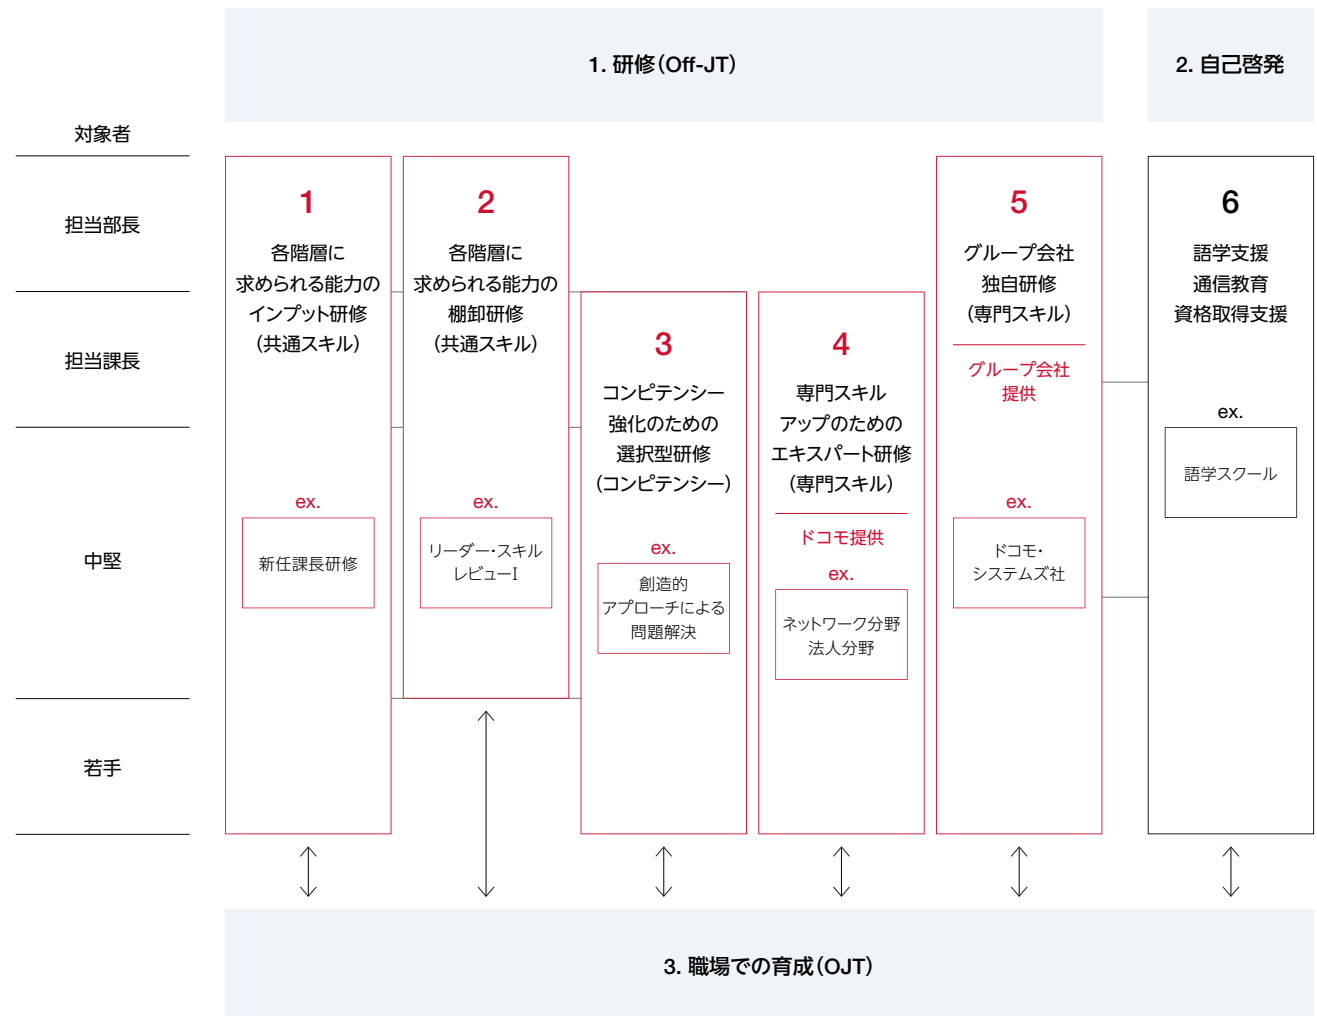 1. 研修（Off-JT）
2. 自己啓発
対象者
担当部長
担当課長
中堅
若手
1
各階層に
求められる能力の
インプット研修
（共通スキル）
ex.
新任課長研修
2
各階層に
求められる能力の
棚卸研修
（共通スキル）
ex.
リーダー・スキル
レビューI
3
コンピテンシー
強化のための
選択型研修
（コンピテンシー）
ex.
創造的
アプローチによる
問題解決
4
専門スキル
アップのための
エキスパート研修
（専門スキル）
ドコモ提供
ex.
ネットワーク分野
法人分野
5
グループ会社
独自研修
（専門スキル）
グループ会社
提供
ex.
ドコモ・
システムズ社
6
語学支援
通信教育
資格取得支援
ex.
語学スクール
3. 職場での育成（OJT）